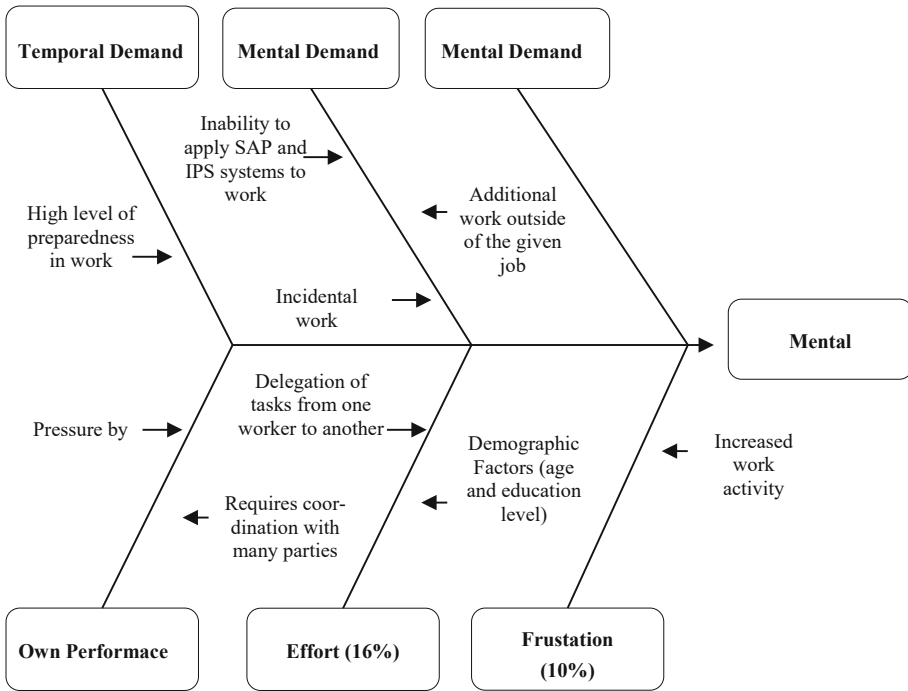 Temporal Demand
Mental Demand
Mental Demand
Inability to
apply SAP and
IPS systems to
work
High level of
preparedness
in work
Additional
work outside
of the given
job
Incidental
work
Mental
Delegation of
tasks from one
worker to another
Pressure by
Demographic
Factors (age
and education
level)
Increased
work
activity
Requires coor-
dination with
many parties
Own Performace
Effort (16%)
Frustation
(10%)